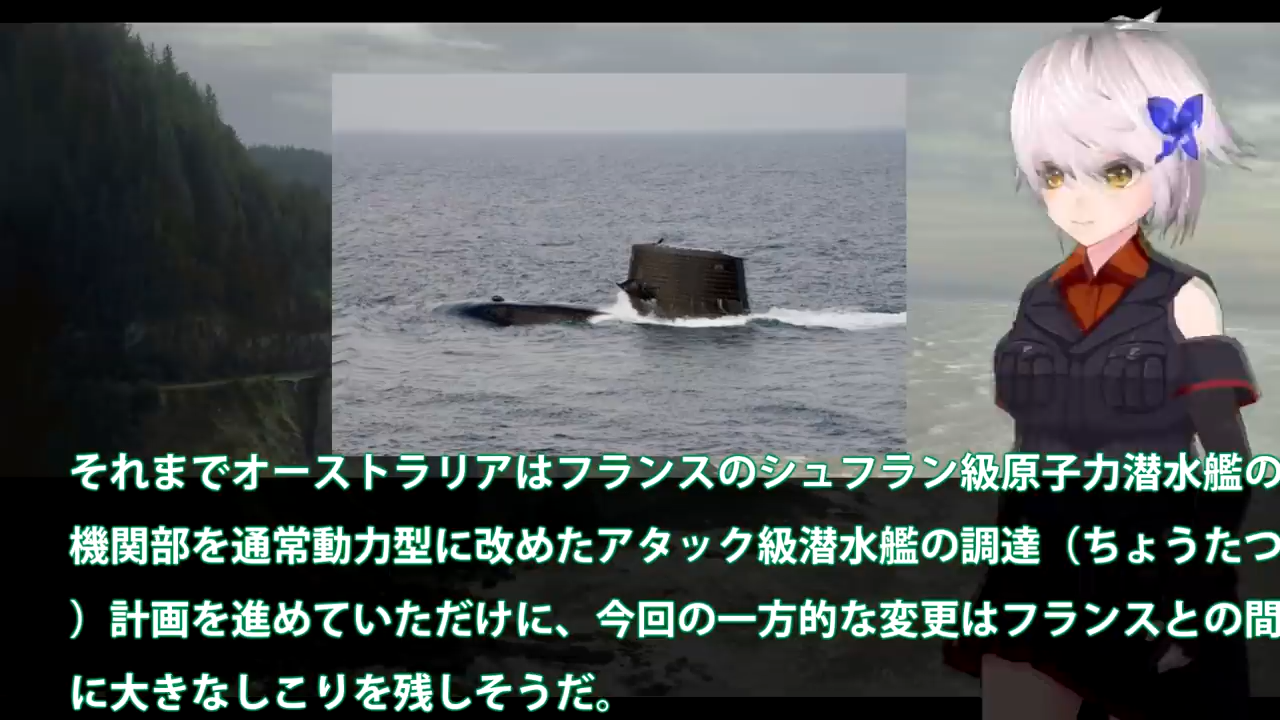 それまでオーストラリアはフランスのシュフラン級原子力潜水艦の
機関部を通常動力型に改めたアタック級潜水艦の調達（ちょうたつ
）計画を進めていただけに、今回の一方的な変更はフランスとの間
に大きなしこりを残しそうだ。